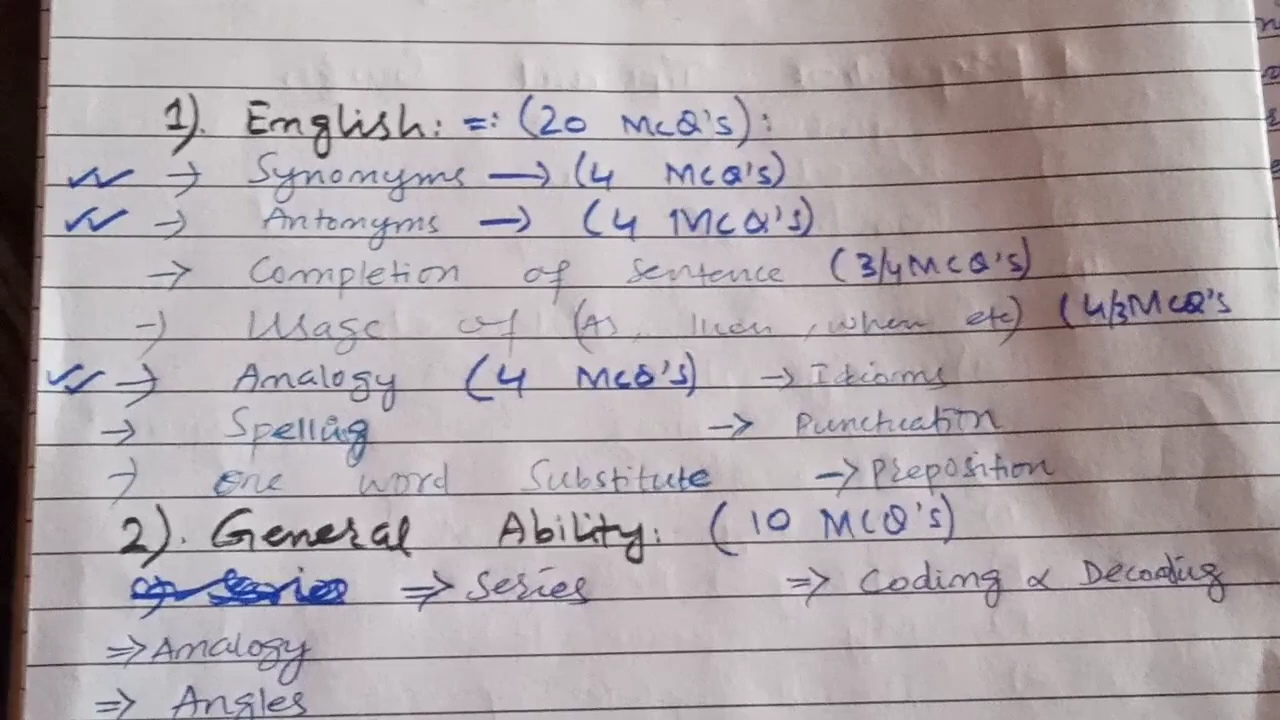 1). English: =: (20 McQ's):
→ Synonyms → (4 McQ's)
→ Antonyms → (4 McQ's)
→ Completion of sentence (3/4 McQ's)
→ Usage of (As, , when etc) (4/3 McQ's
→ Analogy (4 McQ's) → Idioms
→ Spelling → Punctuation
→ one word Substitute → Preposition
2). General Ability: (10 MCQ's)
⇒ Series ⇒ Coding & Decoding
⇒ Analogy
⇒ Angles